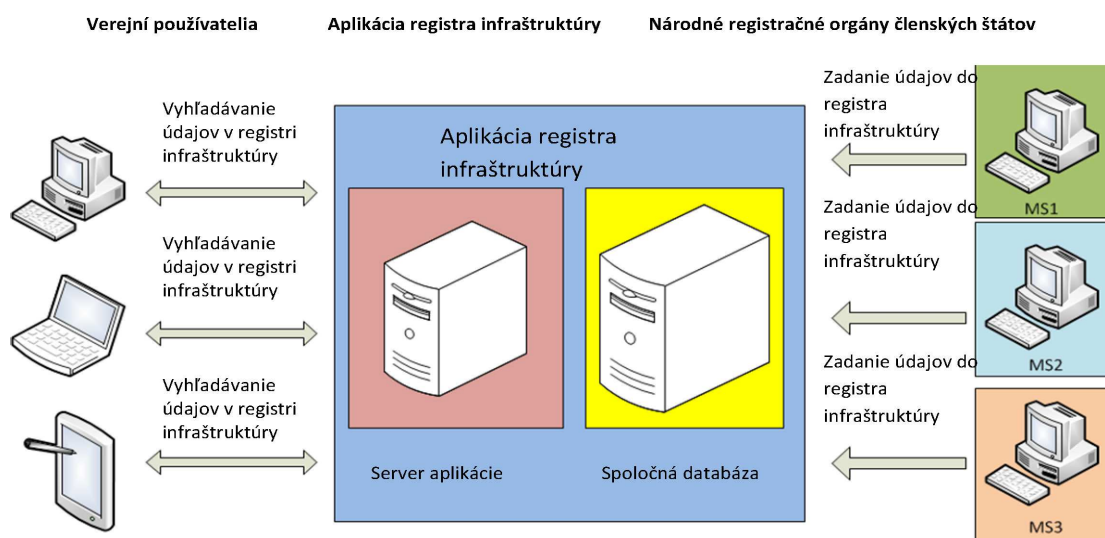 Verejní používatelia
Aplikácia registra infraštruktúry
Národné registračné orgány členských štátov
Vyhľadávanie
údajov v registri
infraštruktúry
Vyhľadávanie
údajov v registri
infraštruktúry
Vyhľadávanie
údajov v registri
infraštruktúry
Aplikácia registra
infraštruktúry
Server aplikácie
Spoločná databáza
Zadanie údajov do
registra
infraštruktúry
MS1
Zadanie údajov do
registra
infraštruktúry
MS2
Zadanie údajov do
registra
infraštruktúry
MS3